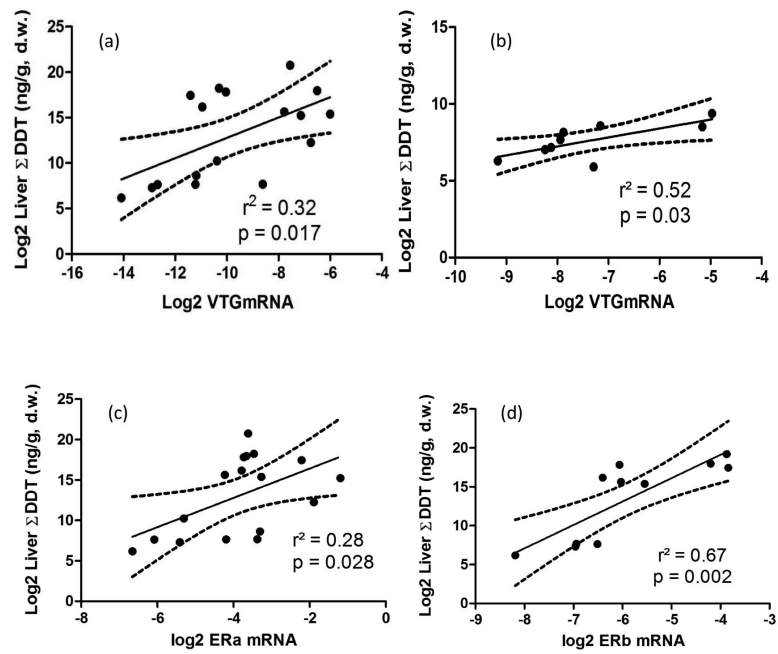 (a)
Log2 Liver ΣDDT (ng/g, d.w.)
25
20
15
10
5
0
r² = 0.32
p = 0.017
-16 -14 -12 -10 -8 -6 -4
Log2 VTGmRNA
(b)
Log2 Liver ΣDDT (ng/g, d.w.)
15
10
5
0
r² = 0.52
p = 0.03
-10 -9 -8 -7 -6 -5 -4
Log2 VTGmRNA
(c)
Log2 Liver ΣDDT (ng/g, d.w.)
25
20
15
10
5
0
r² = 0.28
p = 0.028
-8 -6 -4 -2 0
log2 ERa mRNA
(d)
Log2 Liver ΣDDT (ng/g, d.w.)
25
20
15
10
5
0
r² = 0.67
p = 0.002
-9 -8 -7 -6 -5 -4 -3
log2 ERb mRNA